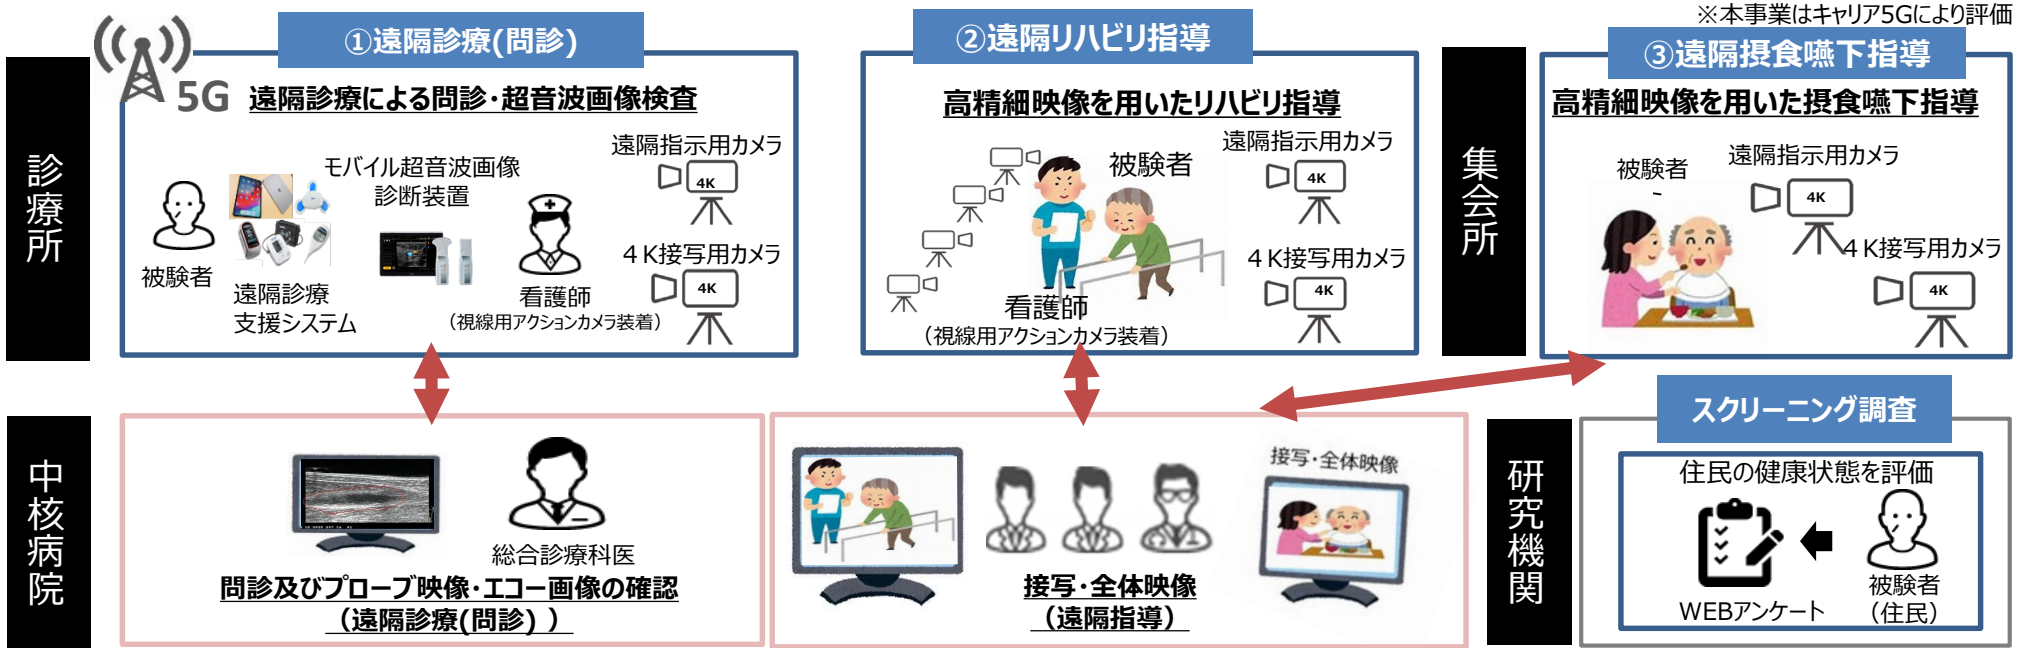 ※本事業はキャリア5Gにより評価
診療所
5G
①遠隔診療(問診)
遠隔診療による問診・超音波画像検査
被験者
遠隔診療
支援システム
モバイル超音波画像
診断装置
看護師
（視線用アクションカメラ装着）
遠隔指示用カメラ
4K
４K接写用カメラ
4K
②遠隔リハビリ指導
高精細映像を用いたリハビリ指導
被験者
看護師
（視線用アクションカメラ装着）
遠隔指示用カメラ
4K
４K接写用カメラ
4K
集会所
③遠隔摂食嚥下指導
高精細映像を用いた摂食嚥下指導
被験者
遠隔指示用カメラ
4K
４K接写用カメラ
4K
中核病院
総合診療科医
問診及びプローブ映像・エコー画像の確認
（遠隔診療(問診) ）
接写・全体映像
接写・全体映像
（遠隔指導）
研究機関
スクリーニング調査
住民の健康状態を評価
WEBアンケート
被験者
（住民）